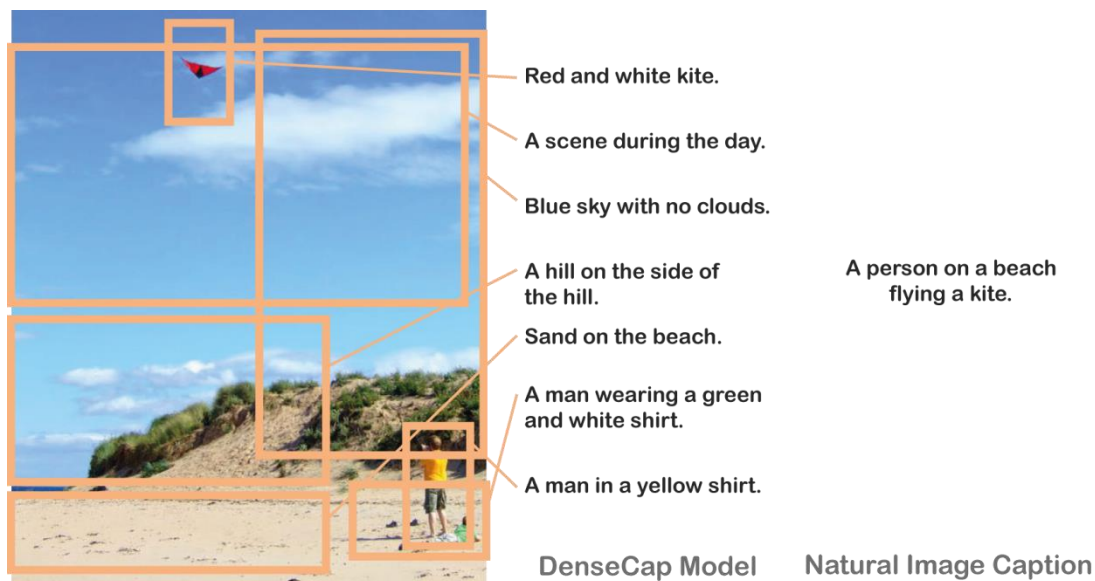 Red and white kite.
A scene during the day.
Blue sky with no clouds.
A hill on the side of
the hill.
A person on a beach
flying a kite.
Sand on the beach.
A man wearing a green
and white shirt.
A man in a yellow shirt.
DenseCap Model
Natural Image Caption